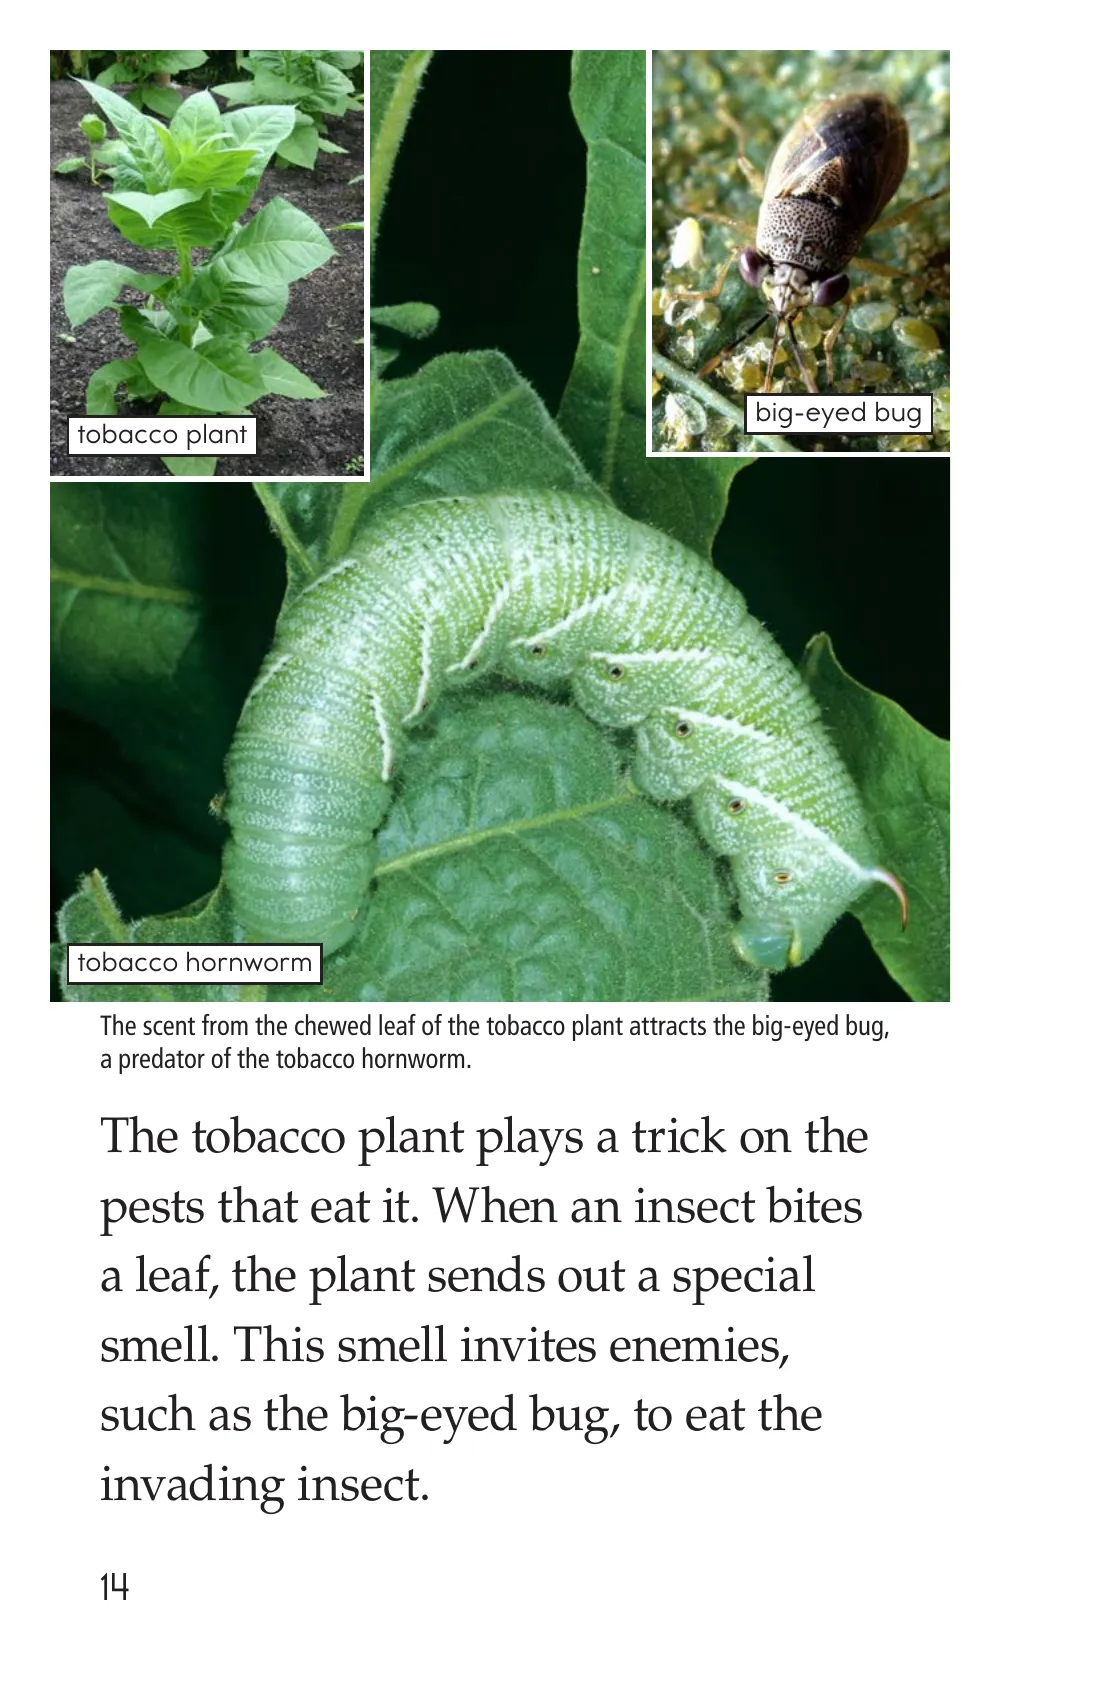 tobacco plant
big-eyed bug
tobacco hornworm
The scent from the chewed leaf of the tobacco plant attracts the big-eyed bug,
a predator of the tobacco hornworm.
The tobacco plant plays a trick on the
pests that eat it. When an insect bites
a leaf, the plant sends out a special
smell. This smell invites enemies,
such as the big-eyed bug, to eat the
invading insect.
14